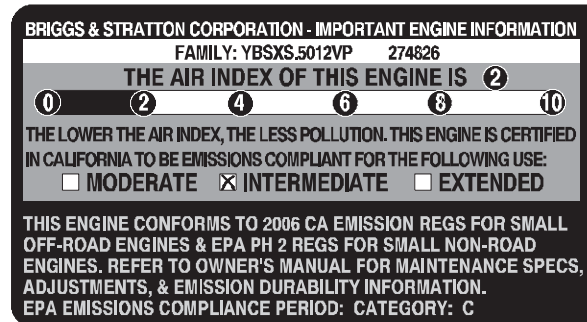 BRIGGS & STRATTON CORPORATION - IMPORTANT ENGINE INFORMATION
FAMILY: YBSXS.5012VP 274826
THE AIR INDEX OF THIS ENGINE IS 2
0 2 4 6 8 10
THE LOWER THE AIR INDEX, THE LESS POLLUTION. THIS ENGINE IS CERTIFIED
IN CALIFORNIA TO BE EMISSIONS COMPLIANT FOR THE FOLLOWING USE:
MODERATE INTERMEDIATE EXTENDED
THIS ENGINE CONFORMS TO 2006 CA EMISSION REGS FOR SMALL
OFF-ROAD ENGINES & EPA PH 2 REGS FOR SMALL NON-ROAD
ENGINES. REFER TO OWNER'S MANUAL FOR MAINTENANCE SPECS,
ADJUSTMENTS, & EMISSION DURABILITY INFORMATION.
EPA EMISSIONS COMPLIANCE PERIOD: CATEGORY: C